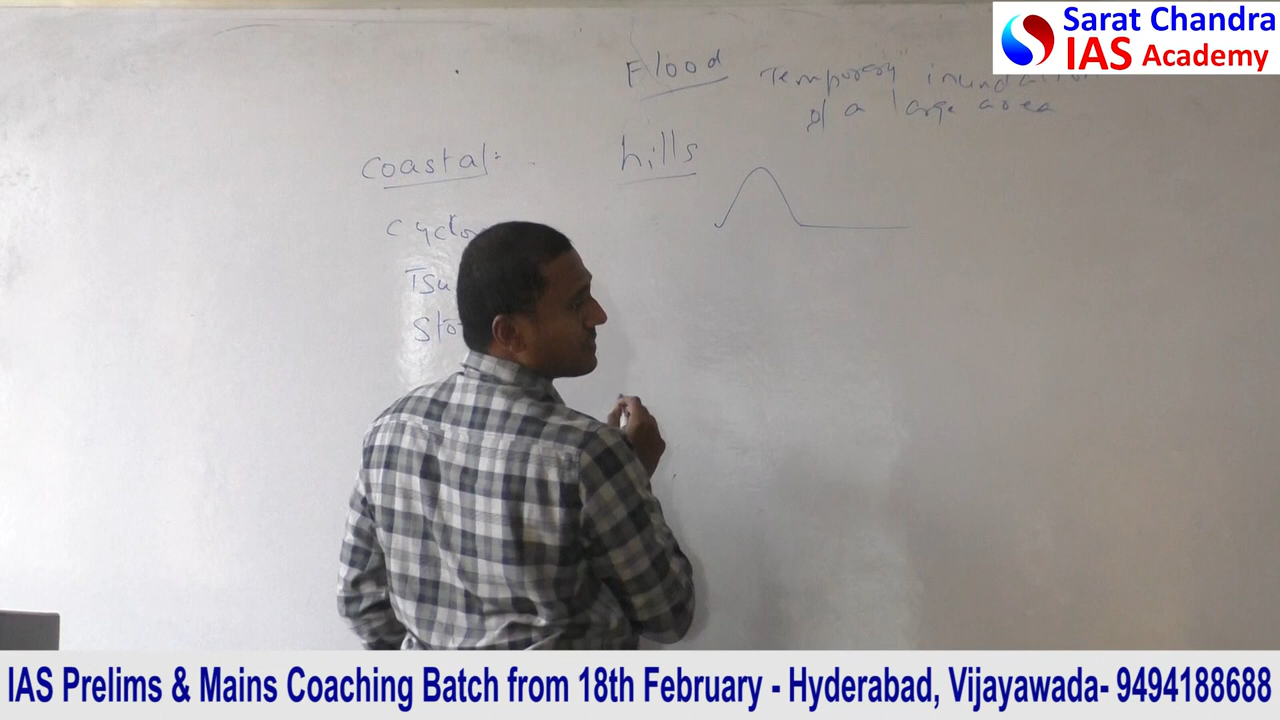 Sarat Chandra
IAS Academy
Flood
"Temporary" inundation
of a large area
Coastal:
hills
IAS Prelims & Mains Coaching Batch from 18th February - Hyderabad, Vijayawada- 9494188688